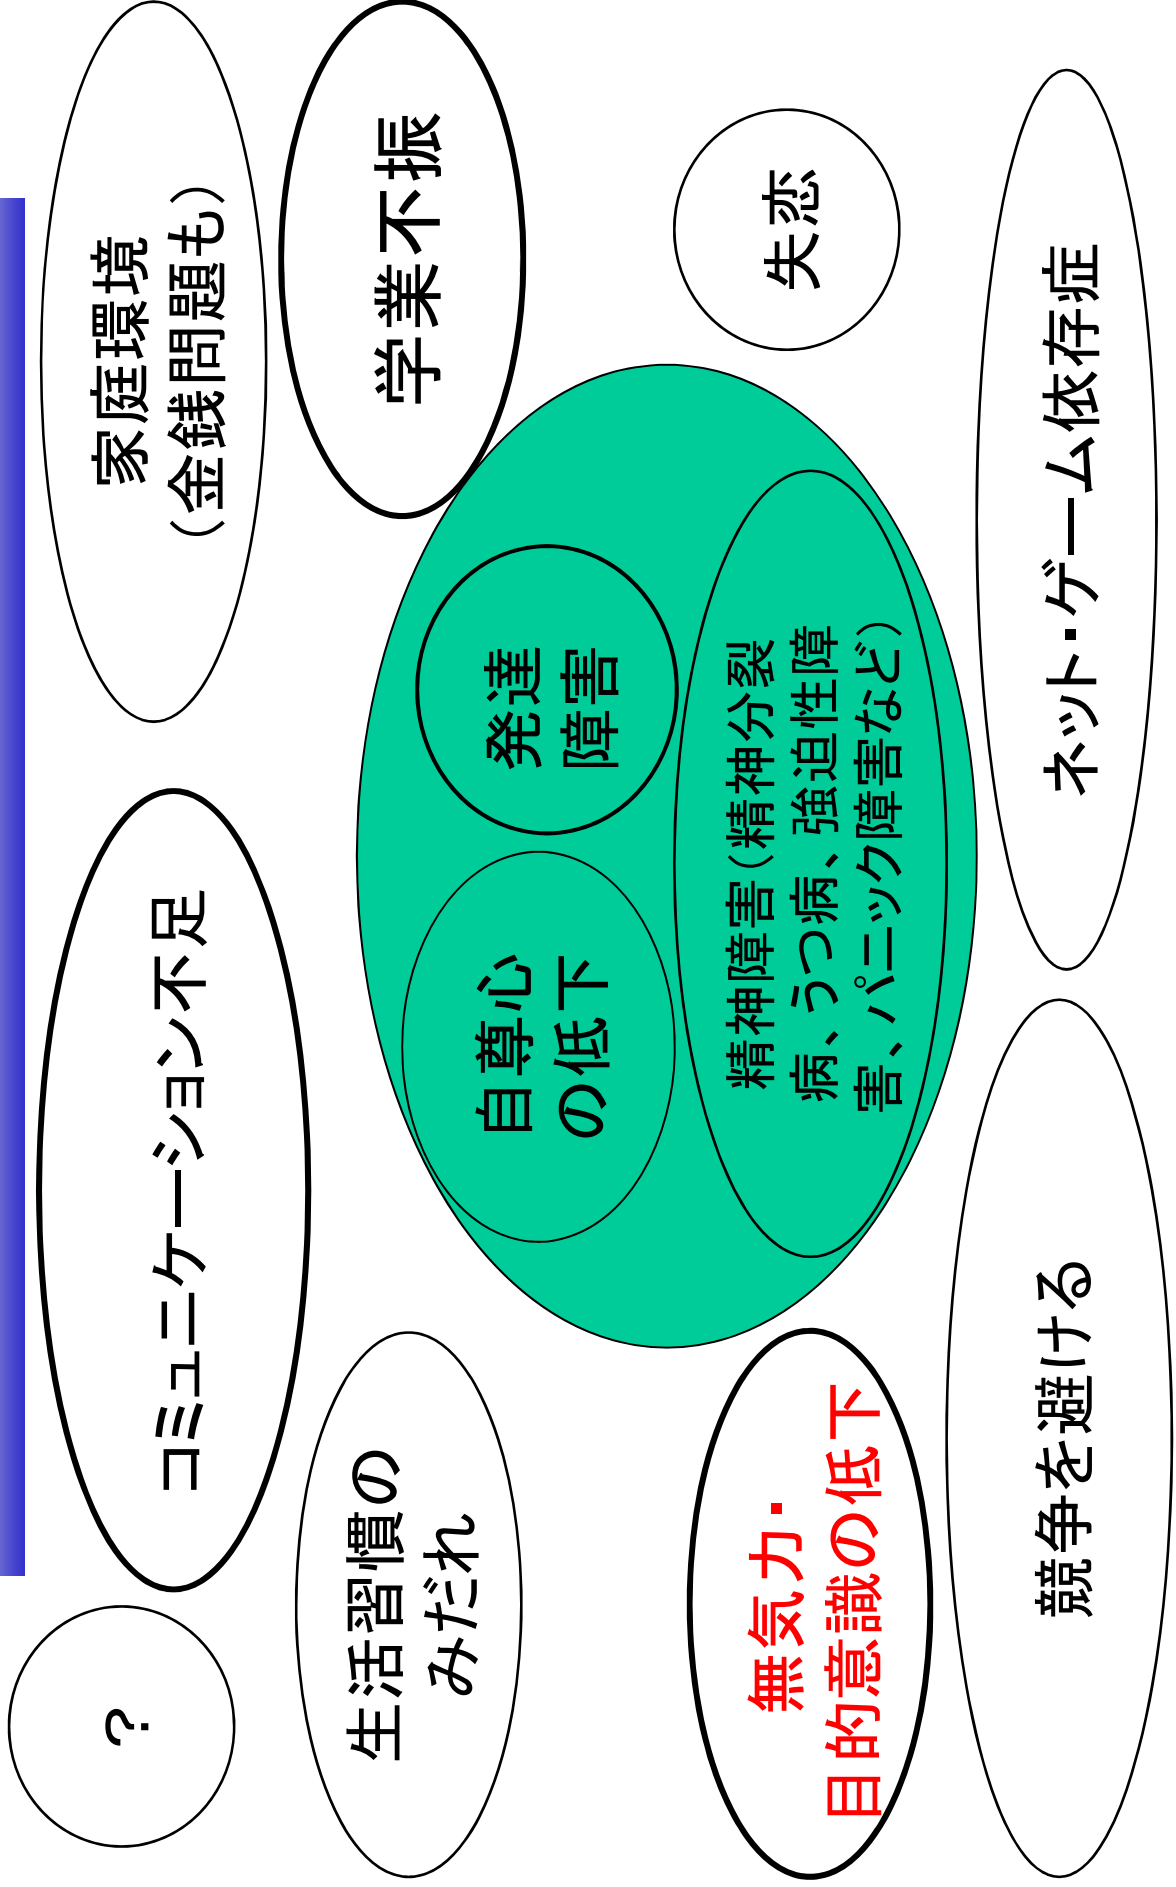 ?
コミュニケーション不足
家庭環境
(金銭問題も)
生活習慣の
みだれ
学業不振
自尊心
の低下
発達
障害
失恋
無気力・
目的意識の低下
精神障害(精神分裂
病、うつ病、強迫性障
害、パニック障害など)
競争を避ける
ネット・ゲーム依存症